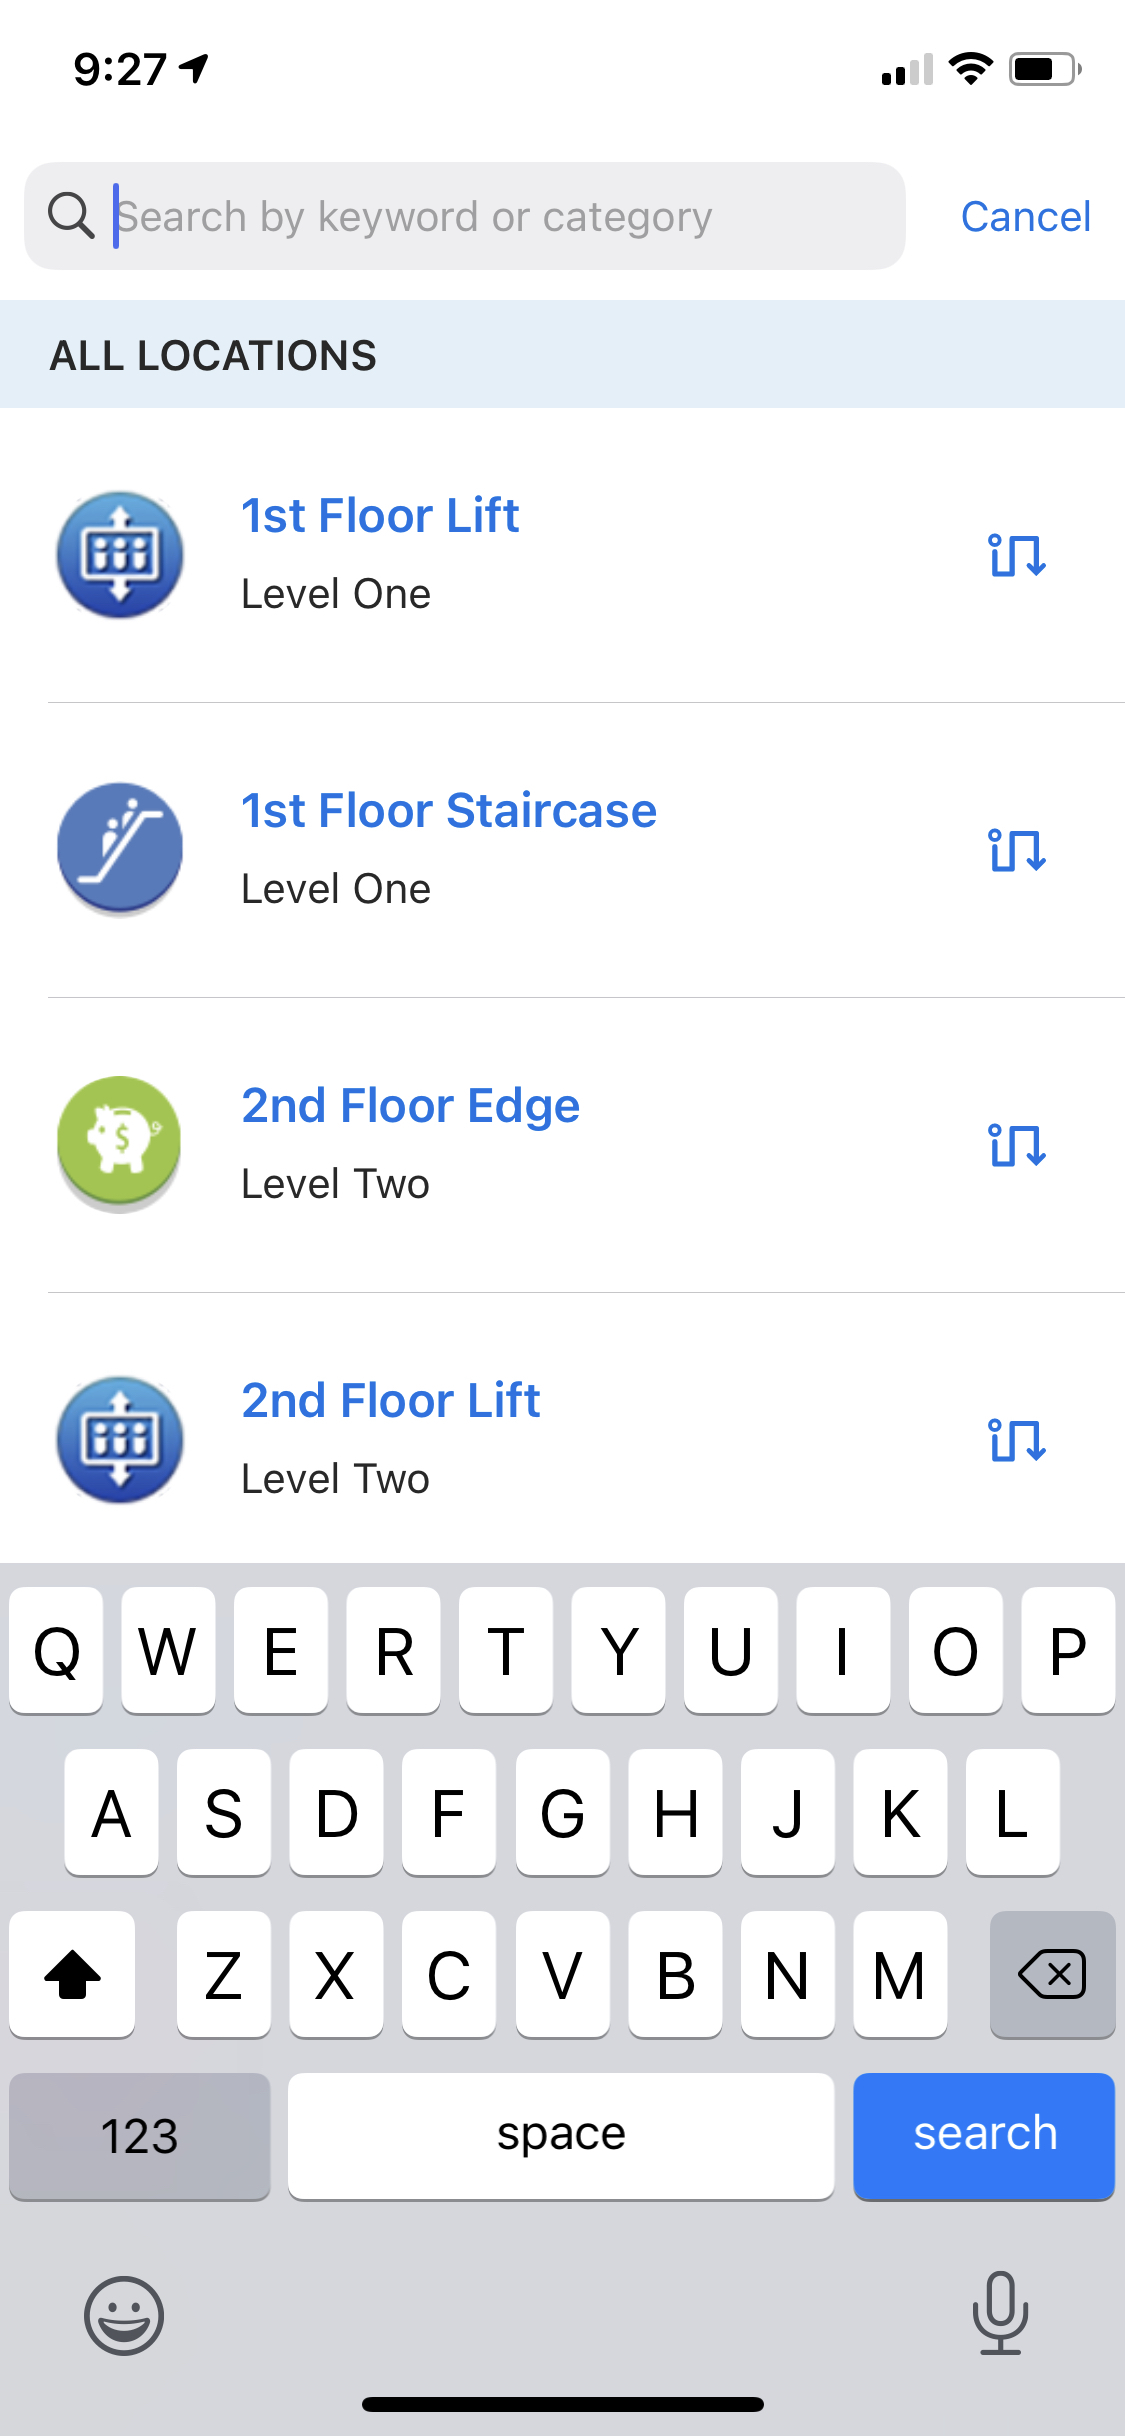 9:27
Search by keyword or category
Cancel
ALL LOCATIONS
1st Floor Lift
Level One
1st Floor Staircase
Level One
$
2nd Floor Edge
Level Two
2nd Floor Lift
Level Two
Q W E R T Y U I O P
A S D F G H J K L
Z X C V B N M
123 space search